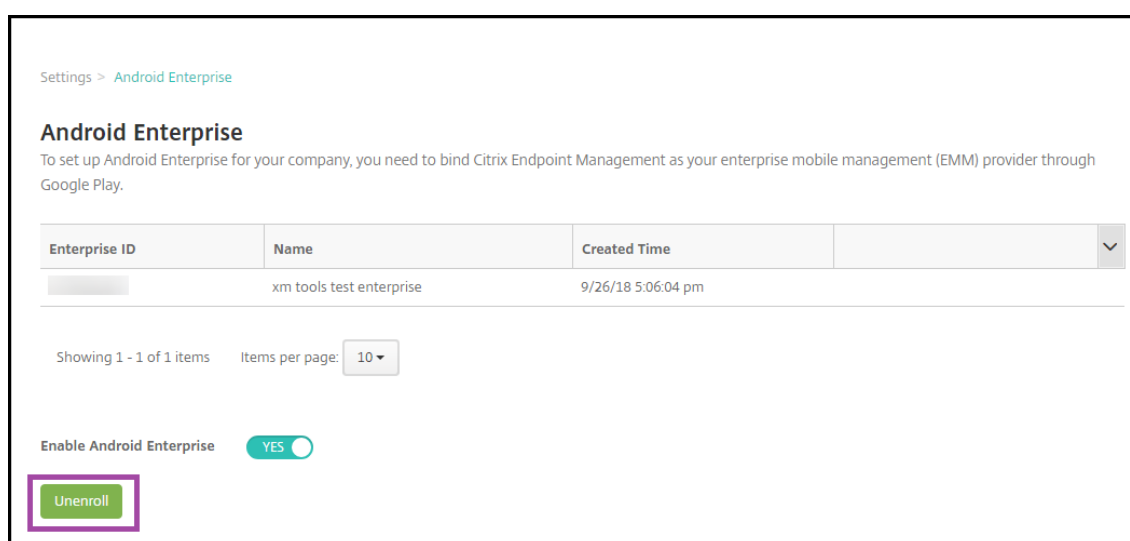 Settings > Android Enterprise
Android Enterprise
To set up Android Enterprise for your company, you need to bind Citrix Endpoint Management as your enterprise mobile management (EMM) provider through
Google Play.
Enterprise ID Name Created Time
xm tools test enterprise 9/26/18 5:06:04 pm
Showing 1 - 1 of 1 items Items per page: 10
Enable Android Enterprise YES
Unenroll